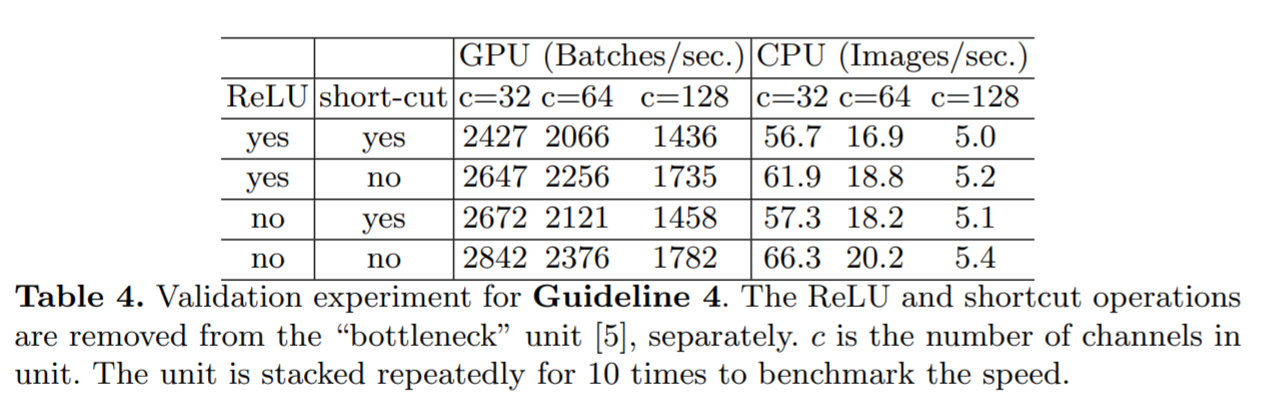 GPU (Batches/sec.) CPU (Images/sec.)
ReLU short-cut c=32 c=64 c=128 c=32 c=64 c=128
yes yes 2427 2066 1436 56.7 16.9 5.0
yes no 2647 2256 1735 61.9 18.8 5.2
no yes 2672 2121 1458 57.3 18.2 5.1
no no 2842 2376 1782 66.3 20.2 5.4
Table 4. Validation experiment for Guideline 4. The ReLU and shortcut operations
are removed from the “bottleneck” unit [5], separately. c is the number of channels in
unit. The unit is stacked repeatedly for 10 times to benchmark the speed.